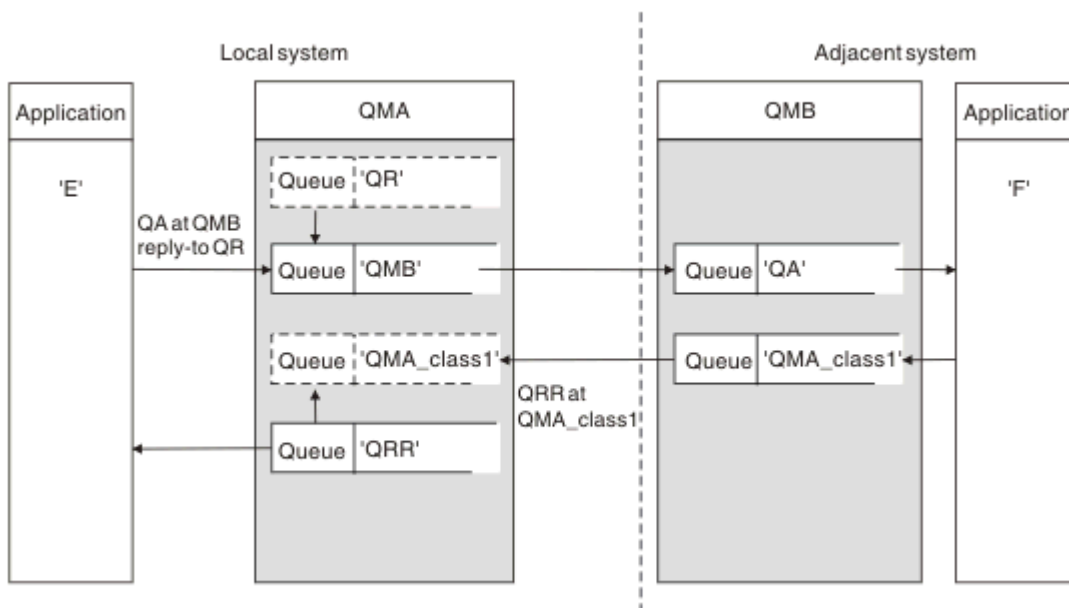 Local system
Adjacent system
Application
QMA
QMB
Application
'E'
Queue 'QR'
'F'
QA at QMB
reply-to QR
Queue 'QMB'
Queue 'QA'
Queue 'QMA_class1'
Queue 'QMA_class1'
QRR at
QMA_class1
Queue 'QRR'